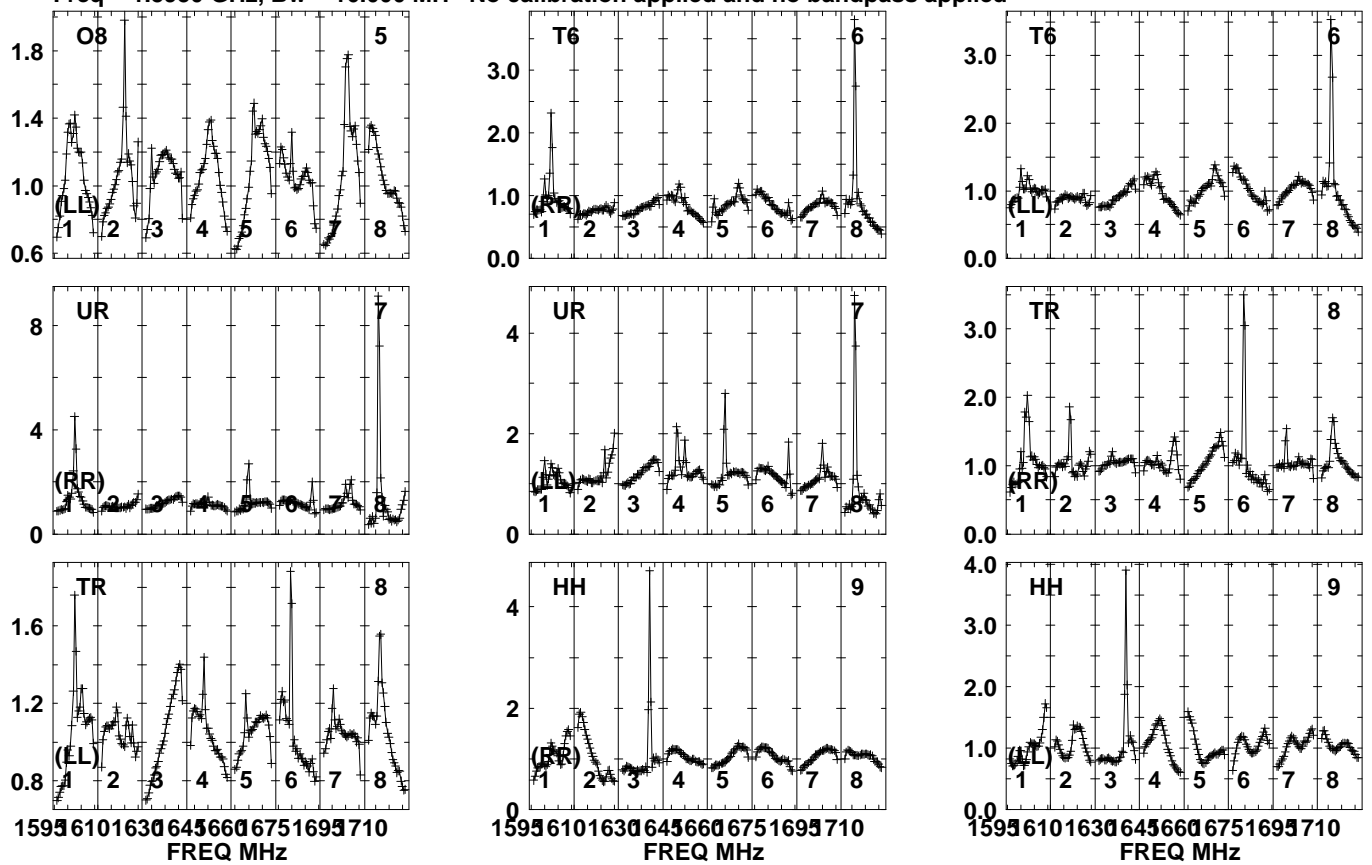 No calibration applied and no bandpass applied
O8 5 T6 6 T6 6
1.8 3.0 3.0
1.4 2.0 2.0
1.0 1.0 1.0
(LL) (RR) (LL)
1 2 3 4 5 6 7 8 1 2 3 4 5 6 7 8 1 2 3 4 5 6 7 8
0.6 0.0 0.0
UR 7 UR 7 TR 8
8 4 3.0
4 2 2.0
1.0
(RR) (LL) (RR)
1 2 3 4 5 6 7 8 1 2 3 4 5 6 7 8 1 2 3 4 5 6 7 8
0 0 0.0
TR 8 HH 9 HH 9
4.0
1.6 4 3.0
1.2 2 2.0
1.0
(LL) (RR) (LL)
0.8 1 2 3 4 5 6 7 8 1 2 3 4 5 6 7 8 1 2 3 4 5 6 7 8
0 0.0
1595 1610 1630 1645 1660 1675 1695 1710 1595 1610 1630 1645 1660 1675 1695 1710 1595 1610 1630 1645 1660 1675 1695 1710
FREQ MHz FREQ MHz FREQ MHz